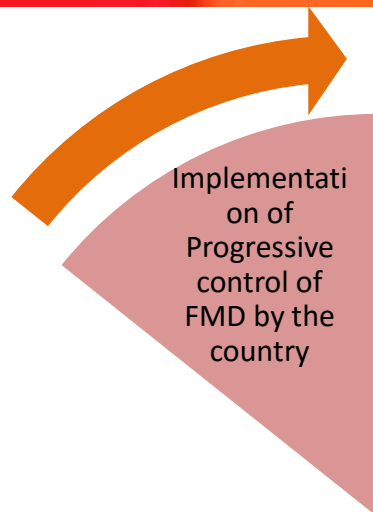 Implementati
on of
Progressive
control of
FMD by the
country